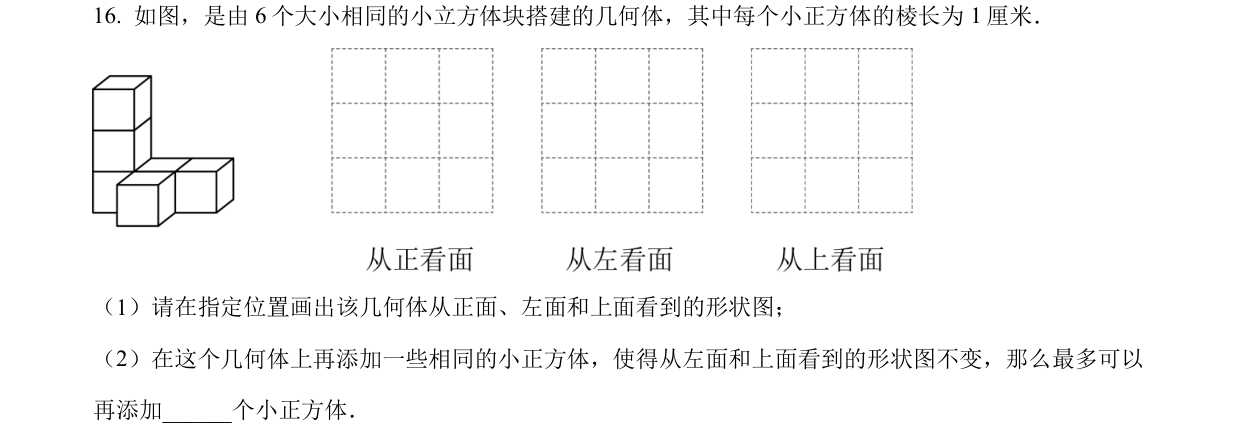 16. 如图，是由 6 个大小相同的小立方体块搭建的几何体，其中每个小正方体的棱长为 1 厘米．
从正看面 从左看面 从上看面
（1）请在指定位置画出该几何体从正面、左面和上面看到的形状图；
（2）在这个几何体上再添加一些相同的小正方体，使得从左面和上面看到的形状图不变，那么最多可以
再添加______个小正方体．